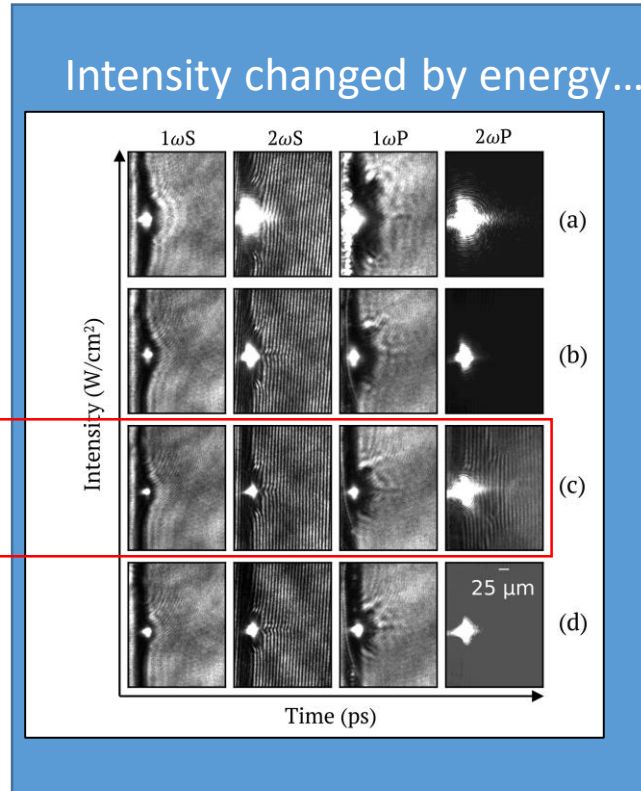 Intensity changed by energy…
1ωS 2ωS 1ωP 2ωP
(a)
(b)
Intensity (W/cm²)
(c)
25 μm
(d)
Time (ps)